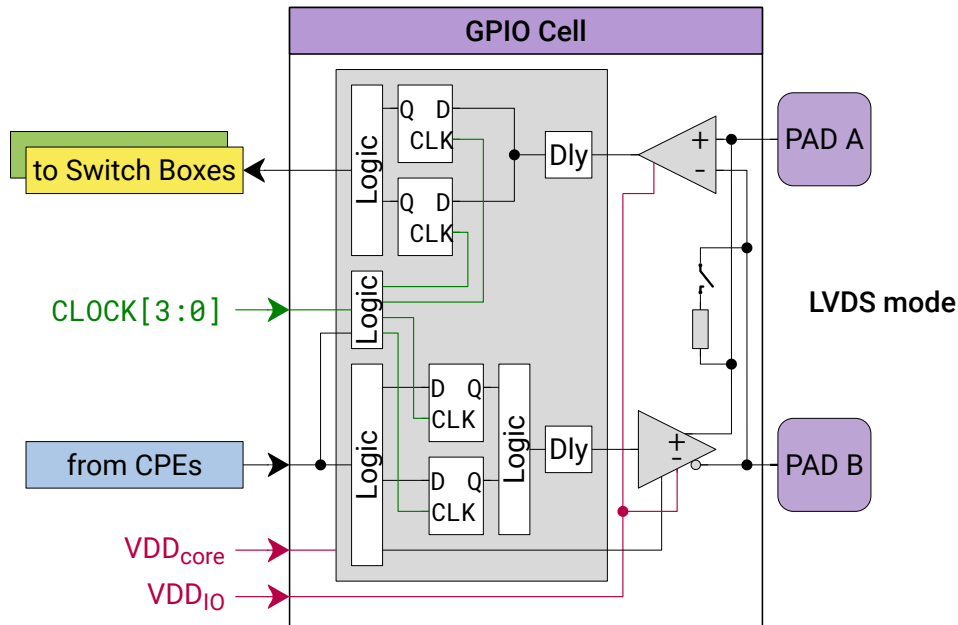 GPIO Cell
Logic
Q D
CLK
Dly
+
-
PAD A
to Switch Boxes
Q D
CLK
CLOCK[3:0]
Logic
LVDS mode
Logic
D Q
CLK
Logic
Dly
+
-
PAD B
from CPEs
D Q
CLK
VDDcore
VDDIO